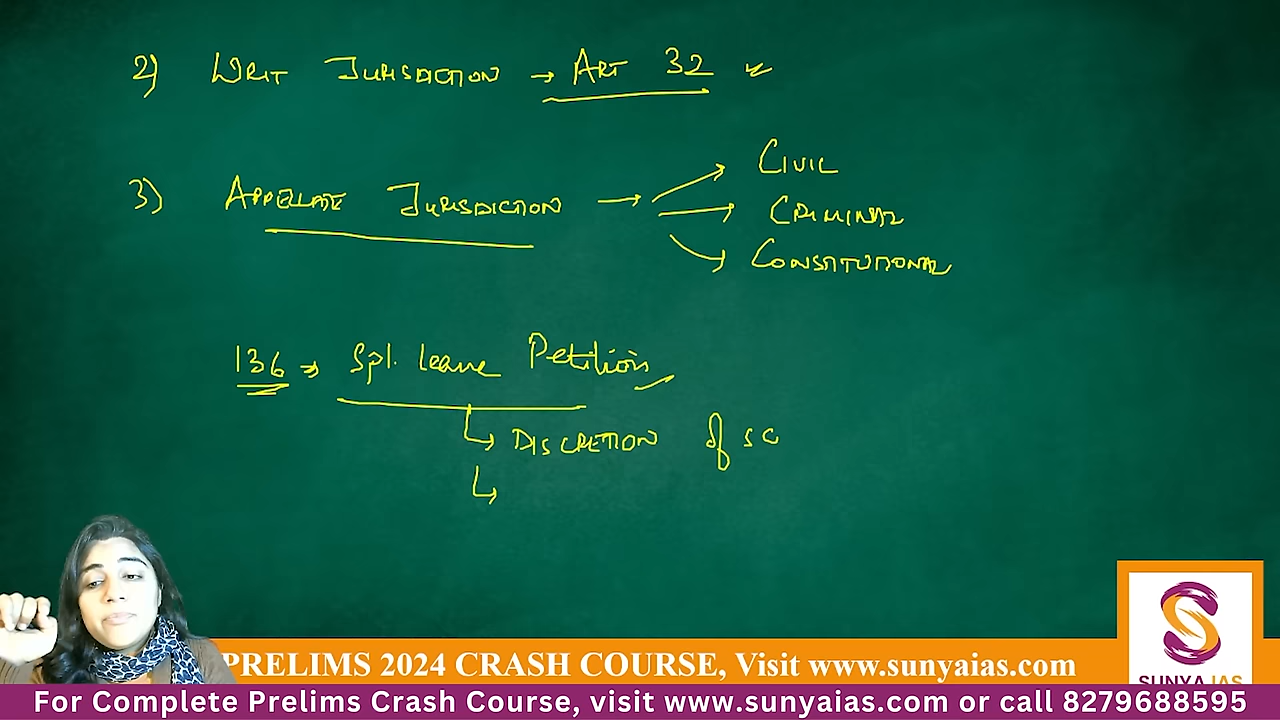 2) WRIT JURISDICTION → ART 32 ✓
3) APPELLATE JURISDICTION →
CIVIL
CRIMINAL
CONSTITUTIONAL
136 → Spl. leave Petition
↳ DISCRETION of SC
↳
PRELIMS 2024 CRASH COURSE, Visit www.sunyaias.com
SUNYA IAS
For Complete Prelims Crash Course, visit www.sunyaias.com or call 8279688595